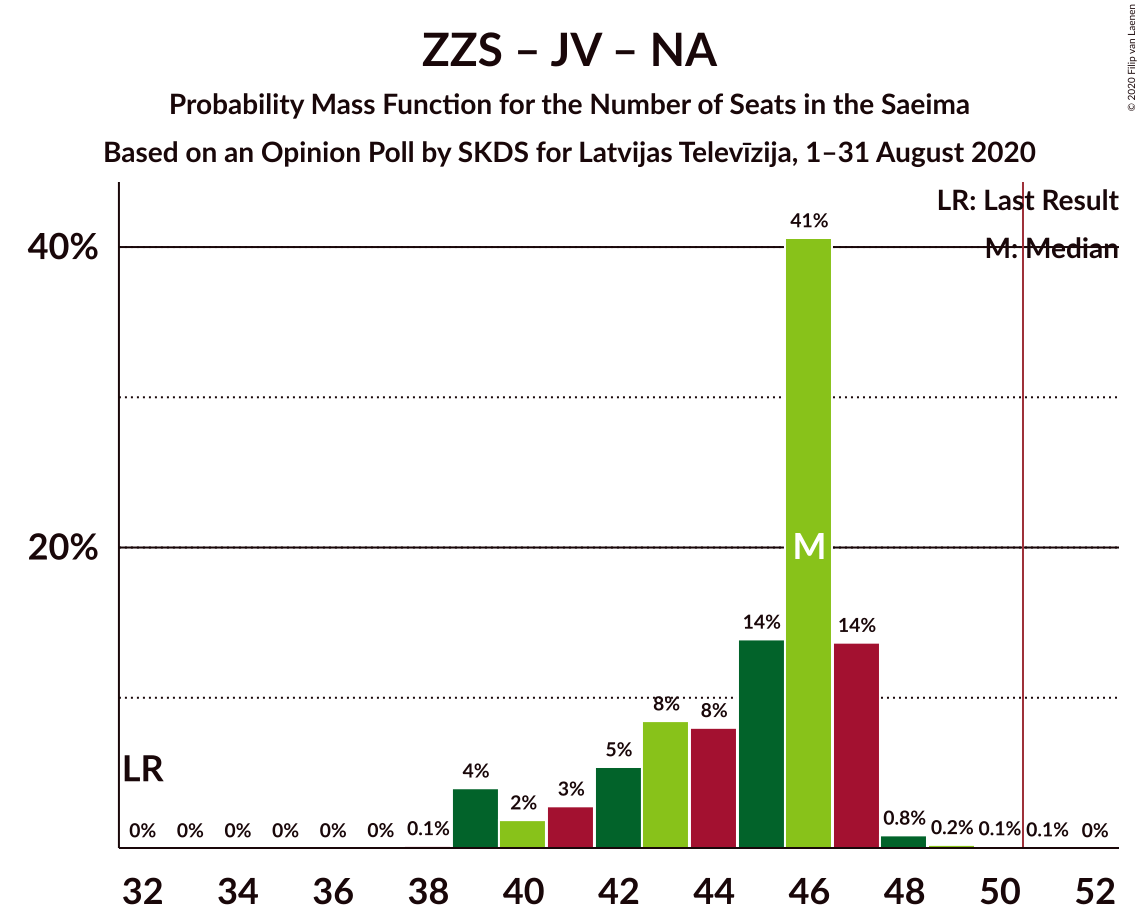 ZZS – JV – NA
Probability Mass Function for the Number of Seats in the Saeima
Based on an Opinion Poll by SKDS for Latvijas Televīzija, 1–31 August 2020
© 2020 Filip van Laenen
LR: Last Result
M: Median
40%
20%
LR
M
0%
0%
0%
0%
0%
0%
0.1%
4%
2%
3%
5%
8%
8%
14%
41%
14%
0.8%
0.2%
0.1%
0.1%
0%
32 34 36 38 40 42 44 46 48 50 52